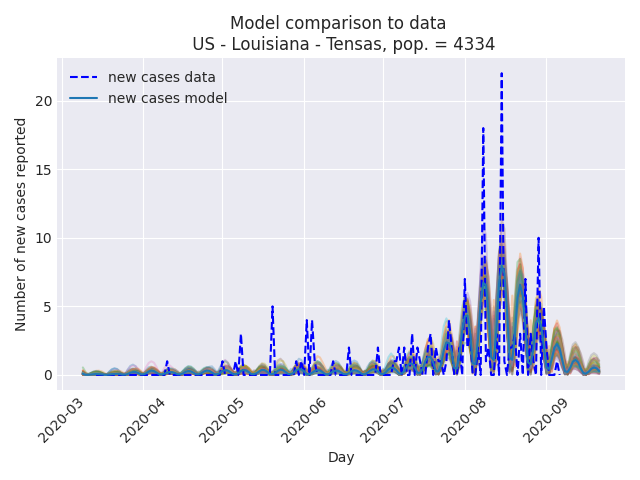 Model comparison to data
US - Louisiana - Tensas, pop. = 4334
new cases data
new cases model
Number of new cases reported
20
15
10
5
0
2020-03
2020-04
2020-05
2020-06
2020-07
2020-08
2020-09
Day